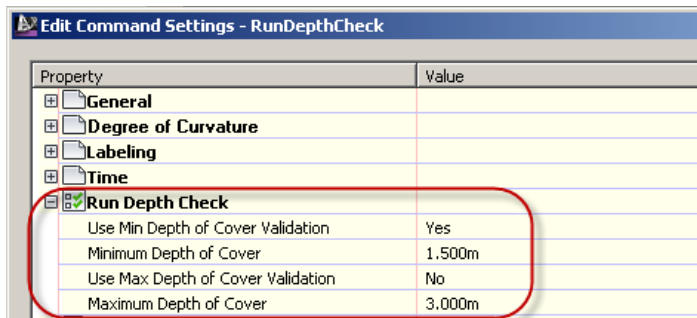 Edit Command Settings - RunDepthCheck
Property Value
General
Degree of Curvature
Labeling
Time
Run Depth Check
Use Min Depth of Cover Validation Yes
Minimum Depth of Cover 1.500m
Use Max Depth of Cover Validation No
Maximum Depth of Cover 3.000m